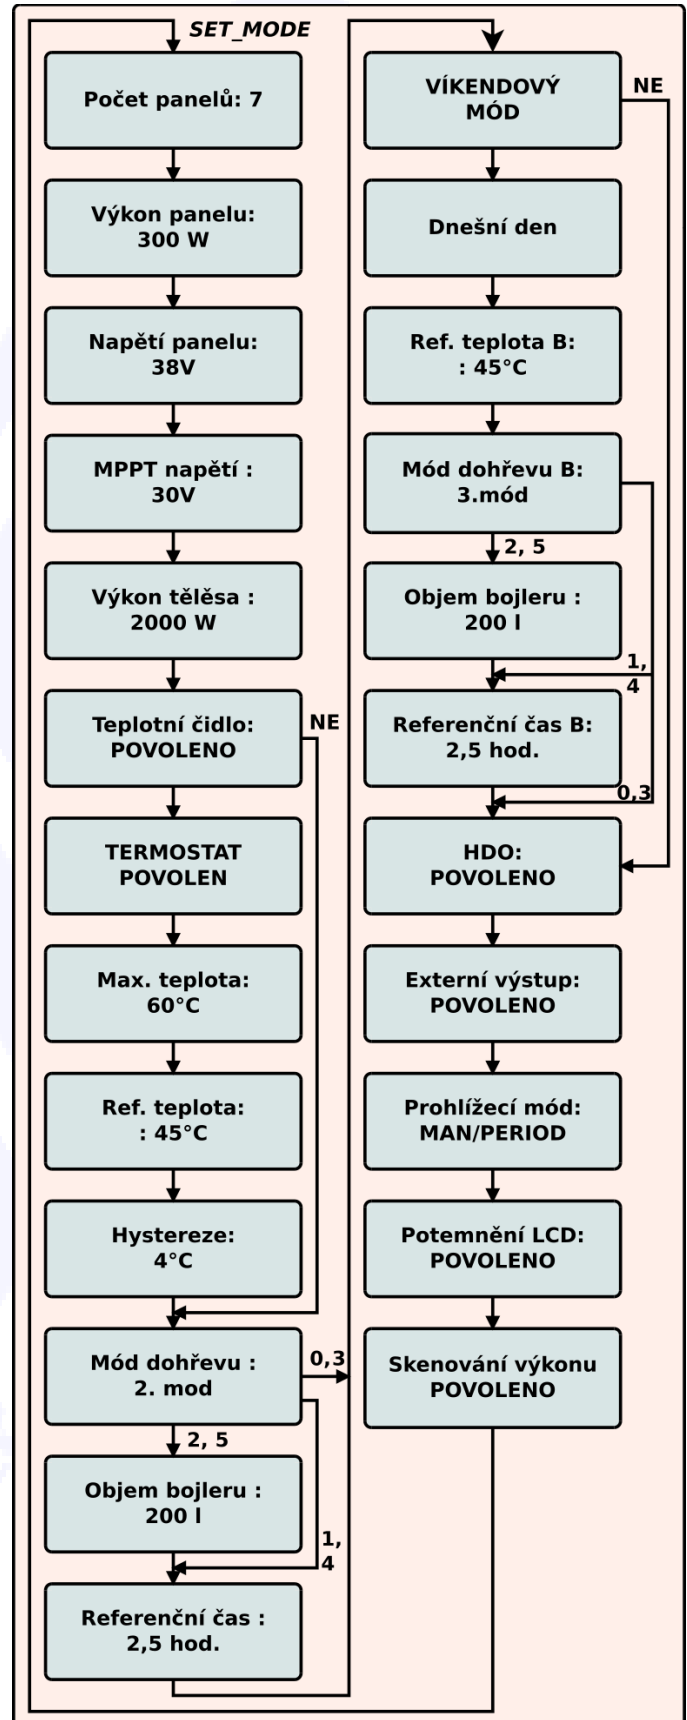 SET_MODE
Počet panelů: 7
Výkon panelu:
300 W
Napětí panelu:
38V
MPPT napětí :
30V
Výkon tělěsa :
2000 W
Teplotní čidlo:
POVOLENO
NE
TERMOSTAT
POVOLEN
Max. teplota:
60°C
Ref. teplota:
: 45°C
Hystereze:
4°C
Mód dohřevu :
2. mod
0,3
2, 5
Objem bojleru :
200 l
1,
4
Referenční čas :
2,5 hod.
VÍKENDOVÝ
MÓD
NE
Dnešní den
Ref. teplota B:
: 45°C
Mód dohřevu B:
3.mód
2, 5
Objem bojleru :
200 l
1,
4
Referenční čas B:
2,5 hod.
0,3
HDO:
POVOLENO
Externí výstup:
POVOLENO
Prohlížecí mód:
MAN/PERIOD
Potemnění LCD:
POVOLENO
Skenování výkonu
POVOLENO